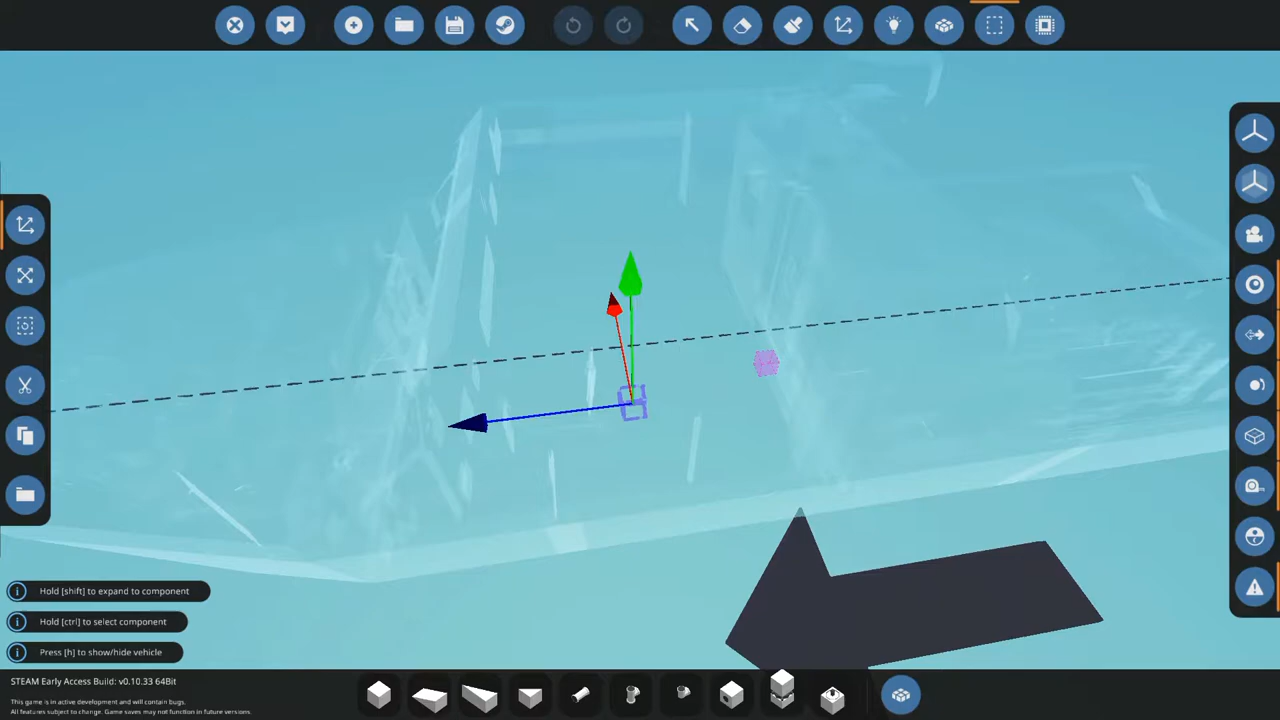 Hold [shift] to expand to component
Hold [ctrl] to select component
Press [h] to show/hide vehicle
STEAM Early Access Build: v0.10.33 64Bit
This game is in active development and will contain bugs.
All features subject to change. Game saves may not function in future versions.